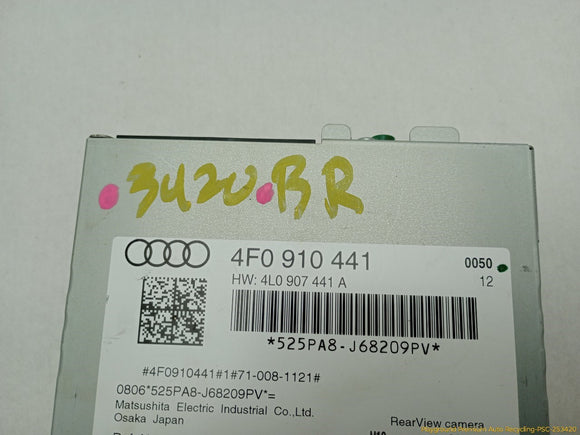 3420.BR
4F0 910 441
0050
HW: 4L0 907 441 A
12
*525PA8-J68209PV*
#4F0910441#1#71-008-1121#
0806*525PA8-J68209PV*=
Matsushita Electric Industrial Co.,Ltd.
Osaka Japan
RearView camera